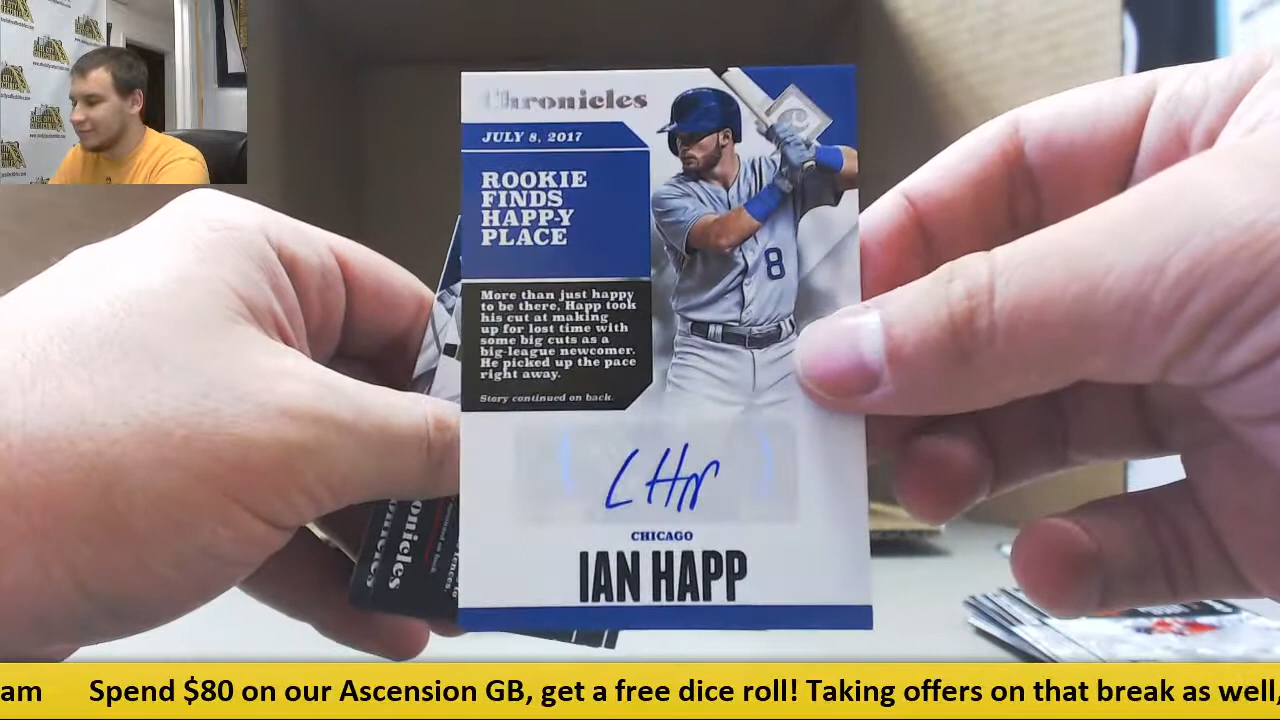 Chronicles
JULY 8, 2017
ROOKIE
FINDS
HAPP-Y
PLACE
More than just happy
to be there, Happ took
his cut at making
up for lost time with
some big cuts as a
big-league newcomer.
He picked up the pace
right away.
Story continued on back.
8
CHICAGO
IAN HAPP
onicles
am Spend $80 on our Ascension GB, get a free dice roll! Taking offers on that break as well,